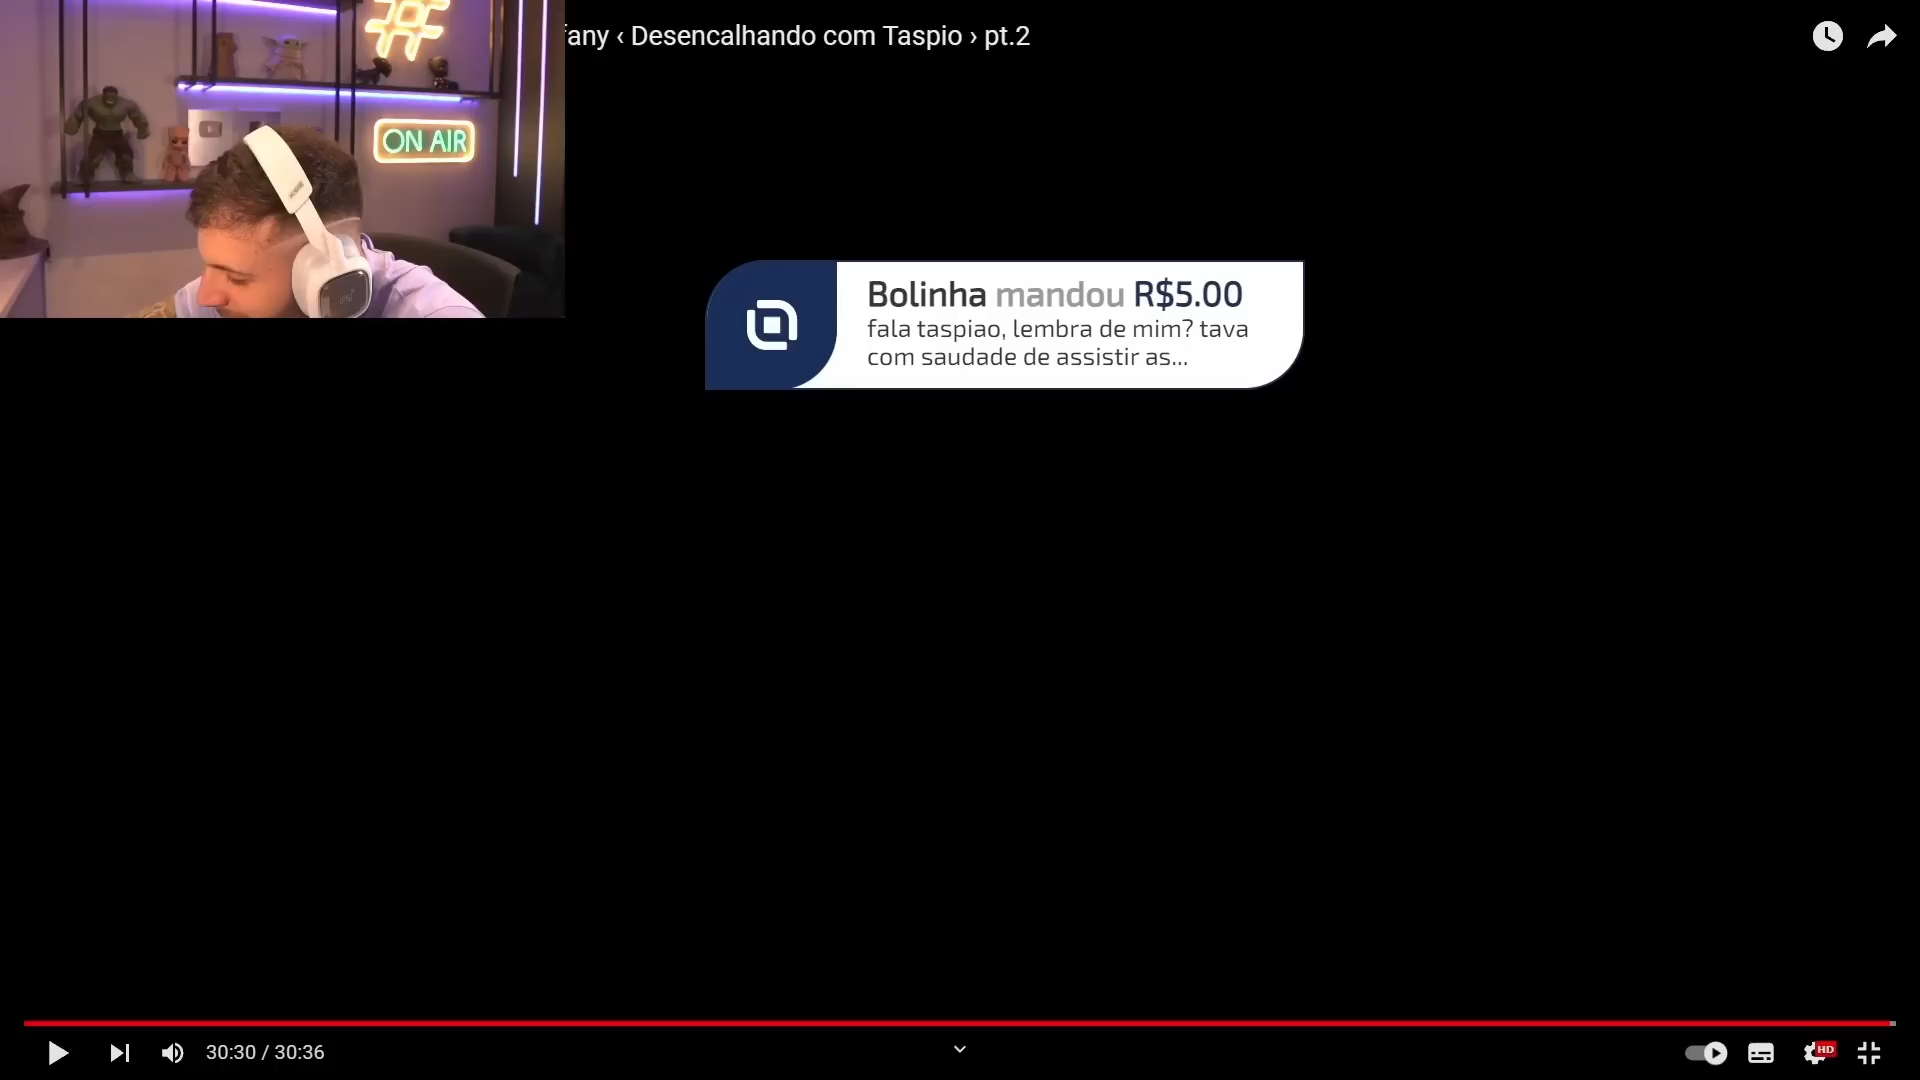 fany ‹ Desencalhando com Taspio › pt.2
ON AIR
Bolinha mandou R$5.00
fala taspiao, lembra de mim? tava
com saudade de assistir as...
30:30 / 30:36
HD